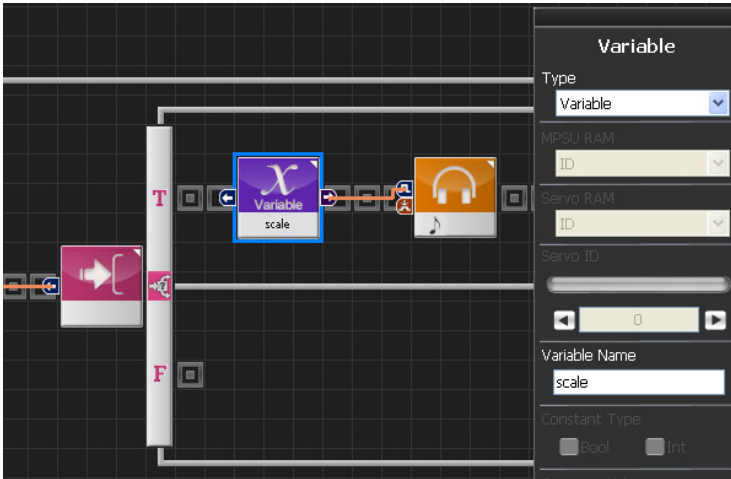 Variable
Type
Variable
MPSU RAM
ID
Servo RAM
ID
Servo ID
0
Variable Name
scale
Constant Type
Bool
Int
T
X
Variable
scale
?
F